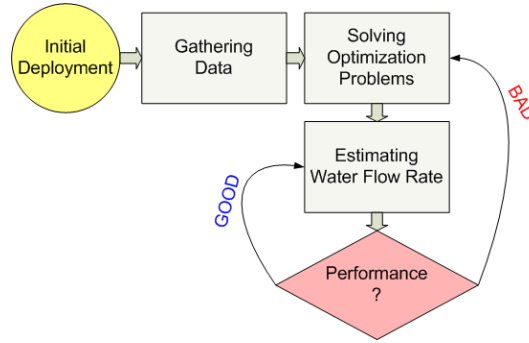 Initial
Deployment
Gathering
Data
Solving
Optimization
Problems
BAD
Estimating
Water Flow Rate
GOOD
Performance
?